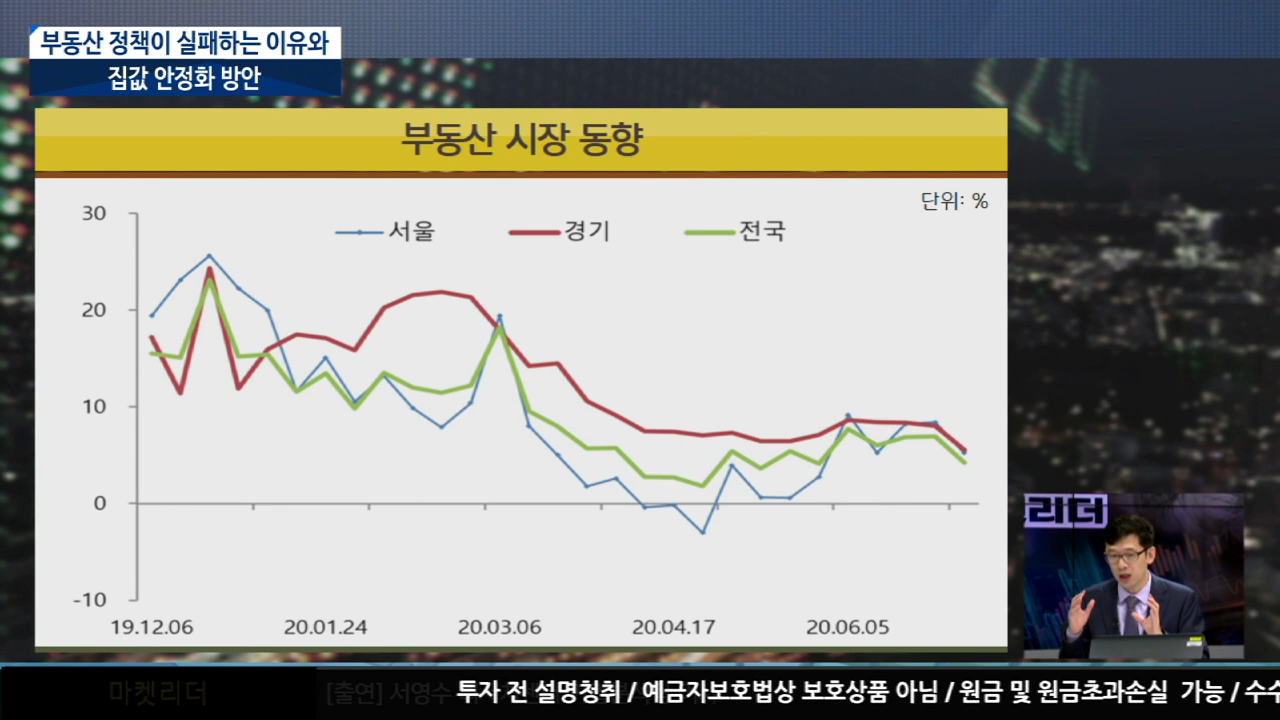 부동산 정책이 실패하는 이유와
집값 안정화 방안
부동산 시장 동향
단위: %
서울 경기 전국
30
20
10
0
-10
19.12.06 20.01.24 20.03.06 20.04.17 20.06.05
리더
마켓리더 [출연] 서영수 투자 전 설명청취 / 예금자보호법상 보호상품 아님 / 원금 및 원금초과손실 가능 / 수수